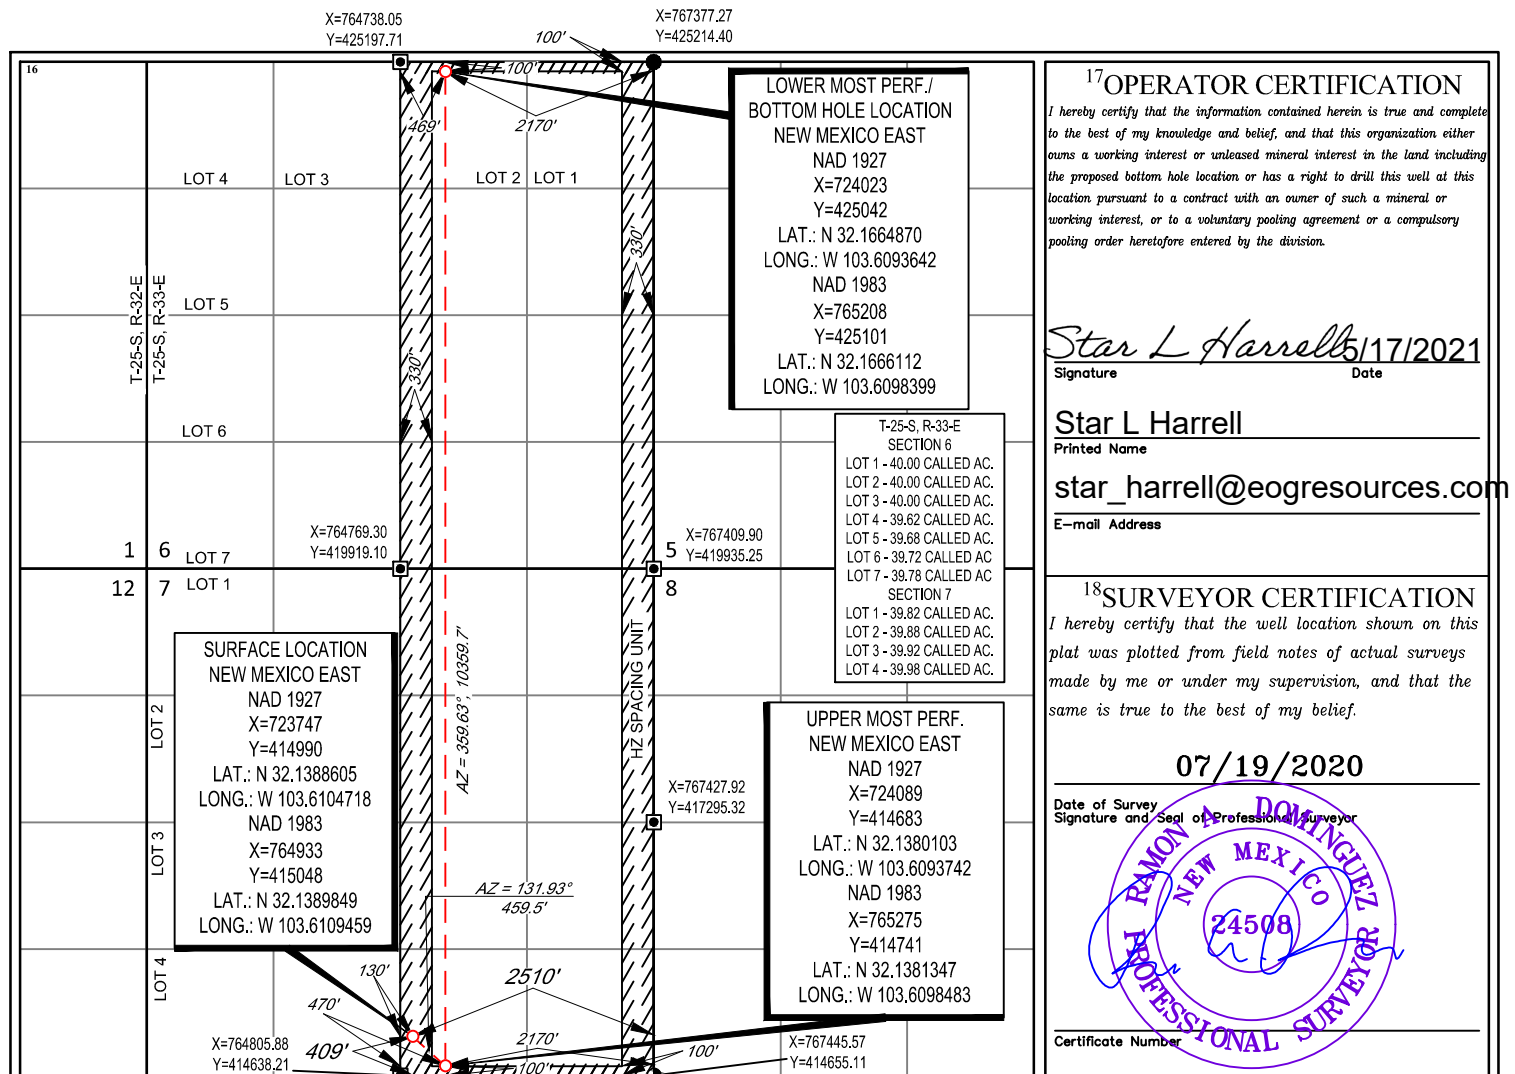 X=764738.05
Y=425197.71
X=767377.27
Y=425214.40
100'
16
100'
469'
2170'
LOT 4
LOT 3
LOT 2
LOT 1
330'
T-25-S, R-32-E
T-25-S, R-33-E
LOT 5
330'
LOT 6
LOWER MOST PERF./
BOTTOM HOLE LOCATION
NEW MEXICO EAST
NAD 1927
X=724023
Y=425042
LAT.: N 32.1664870
LONG.: W 103.6093642
NAD 1983
X=765208
Y=425101
LAT.: N 32.1666112
LONG.: W 103.6098399
T-25-S, R-33-E
SECTION 6
LOT 1 - 40.00 CALLED AC.
LOT 2 - 40.00 CALLED AC.
LOT 3 - 40.00 CALLED AC.
LOT 4 - 39.62 CALLED AC.
LOT 5 - 39.68 CALLED AC.
LOT 6 - 39.72 CALLED AC
LOT 7 - 39.78 CALLED AC
SECTION 7
LOT 1 - 39.82 CALLED AC.
LOT 2 - 39.88 CALLED AC.
LOT 3 - 39.92 CALLED AC.
LOT 4 - 39.98 CALLED AC.
X=764769.30
Y=419919.10
X=767409.90
Y=419935.25
1
6
LOT 7
5
12
7
LOT 1
8
SURFACE LOCATION
NEW MEXICO EAST
NAD 1927
X=723747
Y=414990
LAT.: N 32.1388605
LONG.: W 103.6104718
NAD 1983
X=764933
Y=415048
LAT.: N 32.1389849
LONG.: W 103.6109459
LOT 2
LOT 3
LOT 4
AZ = 359.63°, 10359.7'
HZ SPACING UNIT
X=767427.92
Y=417295.32
UPPER MOST PERF.
NEW MEXICO EAST
NAD 1927
X=724089
Y=414683
LAT.: N 32.1380103
LONG.: W 103.6093742
NAD 1983
X=765275
Y=414741
LAT.: N 32.1381347
LONG.: W 103.6098483
AZ = 131.93°
459.5'
130'
2510'
470'
X=764805.88
Y=414638.21
409'
2170'
100'
100'
X=767445.57
Y=414655.11
17 OPERATOR CERTIFICATION
I hereby certify that the information contained herein is true and complete
to the best of my knowledge and belief, and that this organization either
owns a working interest or unleased mineral interest in the land including
the proposed bottom hole location or has a right to drill this well at this
location pursuant to a contract with an owner of such a mineral or
working interest, or to a voluntary pooling agreement or a compulsory
pooling order heretofore entered by the division.
Star L Harrell 5/17/2021
Signature Date
Star L Harrell
Printed Name
star_harrell@eogresources.com
E-mail Address
18 SURVEYOR CERTIFICATION
I hereby certify that the well location shown on this
plat was plotted from field notes of actual surveys
made by me or under my supervision, and that the
same is true to the best of my belief.
07/19/2020
Date of Survey
Signature and Seal of Professional Surveyor
RAMON A. DOMINGUEZ
NEW MEXICO
24508
PROFESSIONAL SURVEYOR
Certificate Number